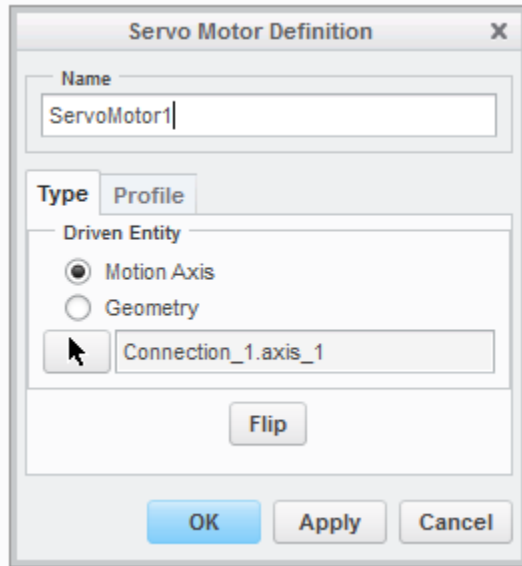 Servo Motor Definition X
Name
ServoMotor1
Type Profile
Driven Entity
Motion Axis
Geometry
Connection_1.axis_1
Flip
OK Apply Cancel